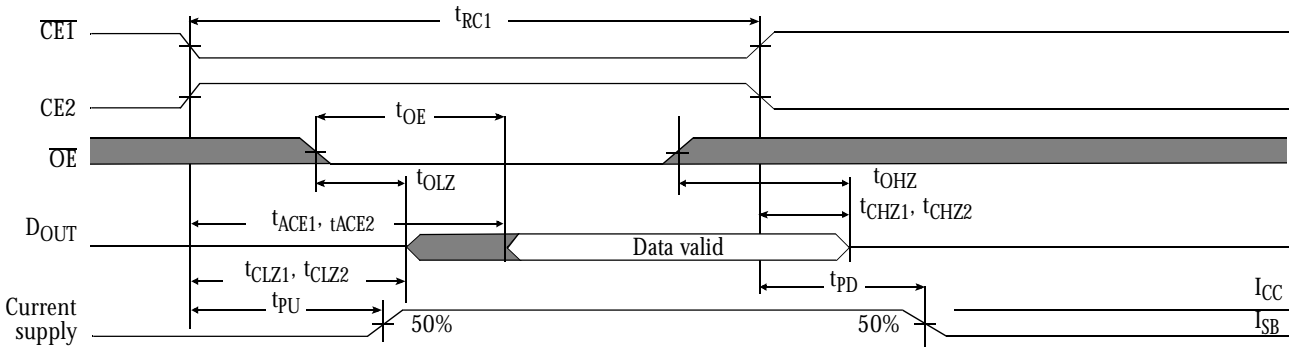 tRC1
CE1
CE2
tOE
OE
tOLZ
tOHZ
tACE1, tACE2
tCHZ1, tCHZ2
DOUT
Data valid
tCLZ1, tCLZ2
tPU
tPD
Current
supply
50%
50%
ICC
ISB